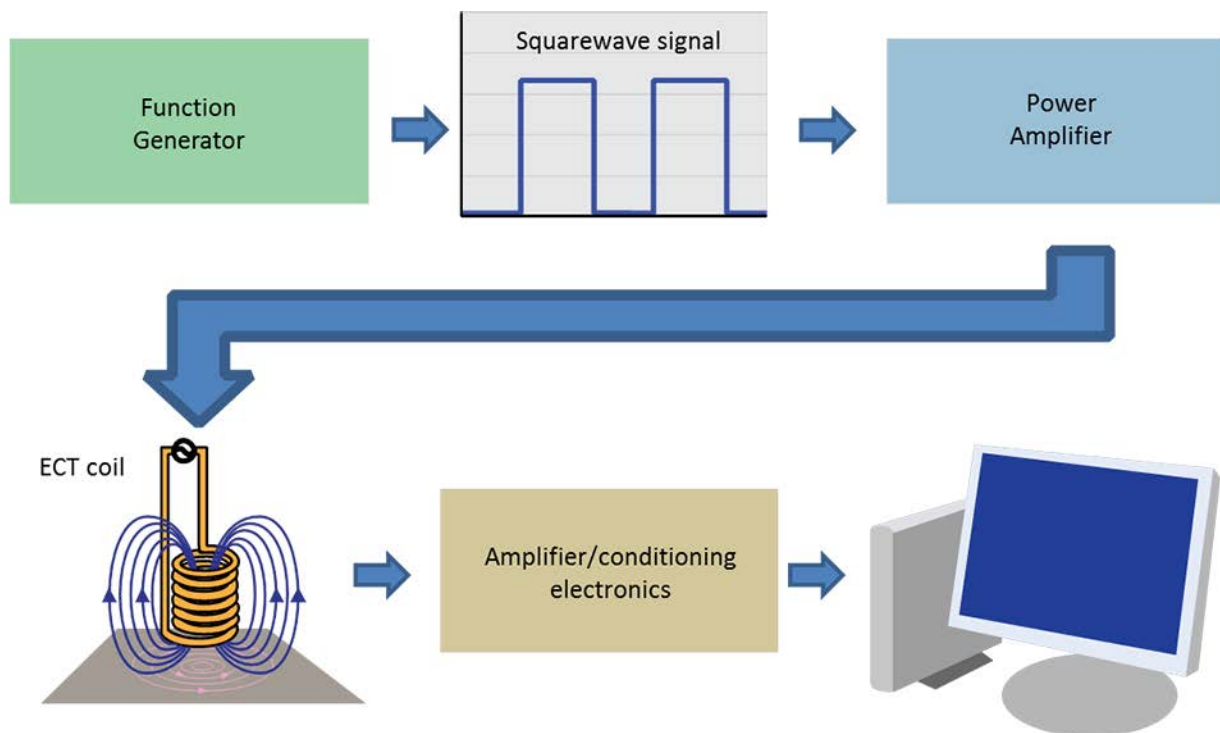 Function
Generator
Squarewave signal
Power
Amplifier
ECT coil
Amplifier/conditioning
electronics